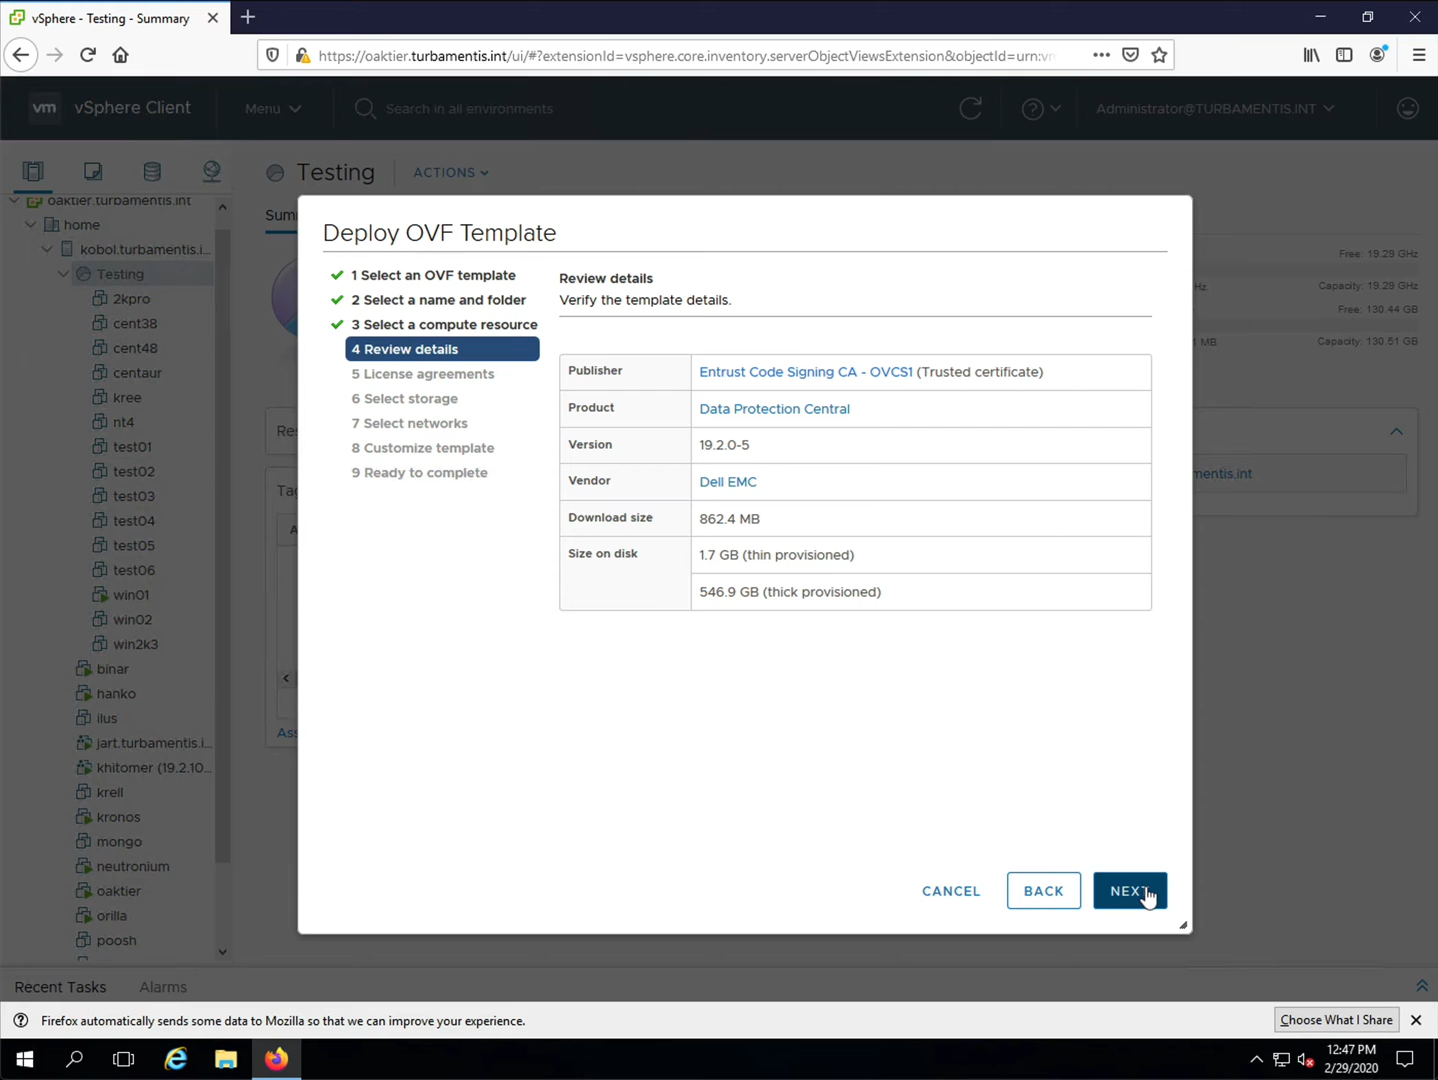 vSphere - Testing - Summary
https://oaktier.turbamentis.int/ui/#?extensionId=vsphere.core.inventory.serverObjectViewsExtension&objectId=urn:v
vm vSphere Client
Menu
Search in all environments
Administrator@TURBAMENTIS.INT
oaktier.turbamentis.int
home
kobol.turbamentis.i...
Testing
2kpro
cent38
cent48
centaur
kree
nt4
test01
test02
test03
test04
test05
test06
win01
win02
win2k3
binar
hanko
ilus
jart.turbamentis.i...
khitomer (19.2.10...
krell
kronos
mongo
neutronium
oaktier
orilla
poosh
Testing
ACTIONS
Sum
Free: 19.29 GHz
Hz
Capacity: 19.29 GHz
Free: 130.44 GB
MB
Capacity: 130.51 GB
Res
Tag
A
Ass
mentis.int
Deploy OVF Template
1 Select an OVF template
2 Select a name and folder
3 Select a compute resource
4 Review details
5 License agreements
6 Select storage
7 Select networks
8 Customize template
9 Ready to complete
Review details
Verify the template details.
Publisher
Entrust Code Signing CA - OVCS1 (Trusted certificate)
Product
Data Protection Central
Version
19.2.0-5
Vendor
Dell EMC
Download size
862.4 MB
Size on disk
1.7 GB (thin provisioned)
546.9 GB (thick provisioned)
CANCEL
BACK
NEXT
Recent Tasks
Alarms
Firefox automatically sends some data to Mozilla so that we can improve your experience.
Choose What I Share
12:47 PM
2/29/2020